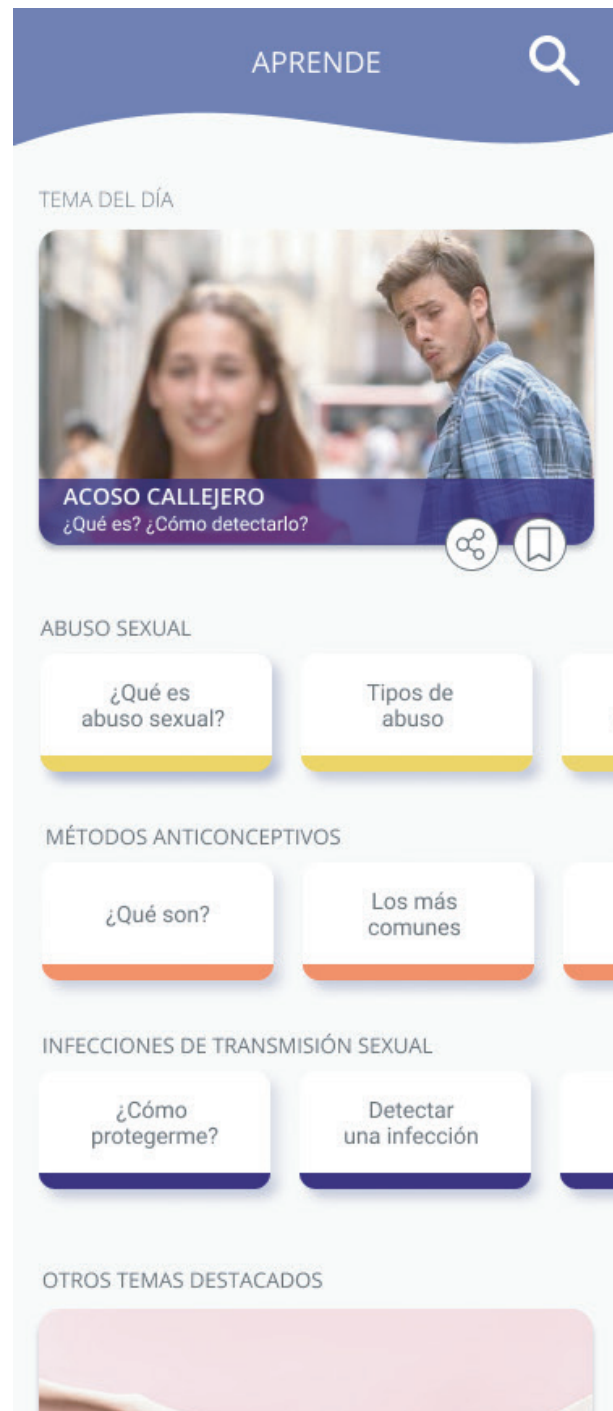 APRENDE
TEMA DEL DÍA
ACOSO CALLEJERO
¿Qué es? ¿Cómo detectarlo?
ABUSO SEXUAL
¿Qué es
abuso sexual?
Tipos de
abuso
MÉTODOS ANTICONCEPTIVOS
¿Qué son?
Los más
comunes
INFECCIONES DE TRANSMISIÓN SEXUAL
¿Cómo
protegerme?
Detectar
una infección
OTROS TEMAS DESTACADOS